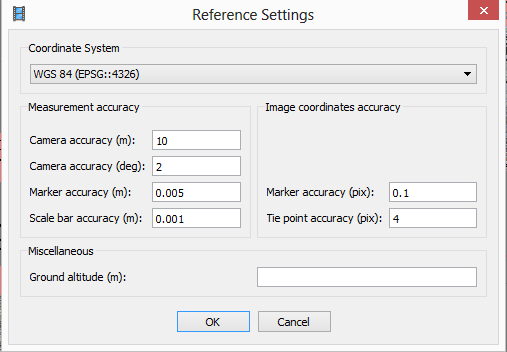 Reference Settings
Coordinate System
WGS 84 (EPSG::4326)
Measurement accuracy
Image coordinates accuracy
Camera accuracy (m): 10
Camera accuracy (deg): 2
Marker accuracy (m): 0.005
Marker accuracy (pix): 0.1
Scale bar accuracy (m): 0.001
Tie point accuracy (pix): 4
Miscellaneous
Ground altitude (m):
OK
Cancel